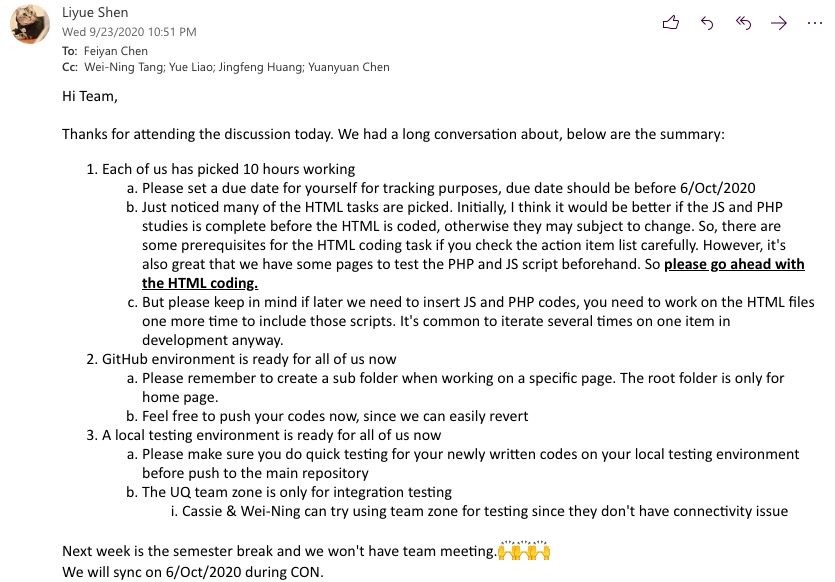 Liyue Shen
Wed 9/23/2020 10:51 PM
To: Feiyan Chen
Cc: Wei-Ning Tang; Yue Liao; Jingfeng Huang; Yuanyuan Chen
Hi Team,
Thanks for attending the discussion today. We had a long conversation about, below are the summary:
1. Each of us has picked 10 hours working
a. Please set a due date for yourself for tracking purposes, due date should be before 6/Oct/2020
b. Just noticed many of the HTML tasks are picked. Initially, I think it would be better if the JS and PHP
studies is complete before the HTML is coded, otherwise they may subject to change. So, there are
some prerequisites for the HTML coding task if you check the action item list carefully. However, it's
also great that we have some pages to test the PHP and JS script beforehand. So please go ahead with
the HTML coding.
c. But please keep in mind if later we need to insert JS and PHP codes, you need to work on the HTML files
one more time to include those scripts. It's common to iterate several times on one item in
development anyway.
2. GitHub environment is ready for all of us now
a. Please remember to create a sub folder when working on a specific page. The root folder is only for
home page.
b. Feel free to push your codes now, since we can easily revert
3. A local testing environment is ready for all of us now
a. Please make sure you do quick testing for your newly written codes on your local testing environment
before push to the main repository
b. The UQ team zone is only for integration testing
i. Cassie & Wei-Ning can try using team zone for testing since they don't have connectivity issue
Next week is the semester break and we won't have team meeting.🙌🙌🙌
We will sync on 6/Oct/2020 during CON.